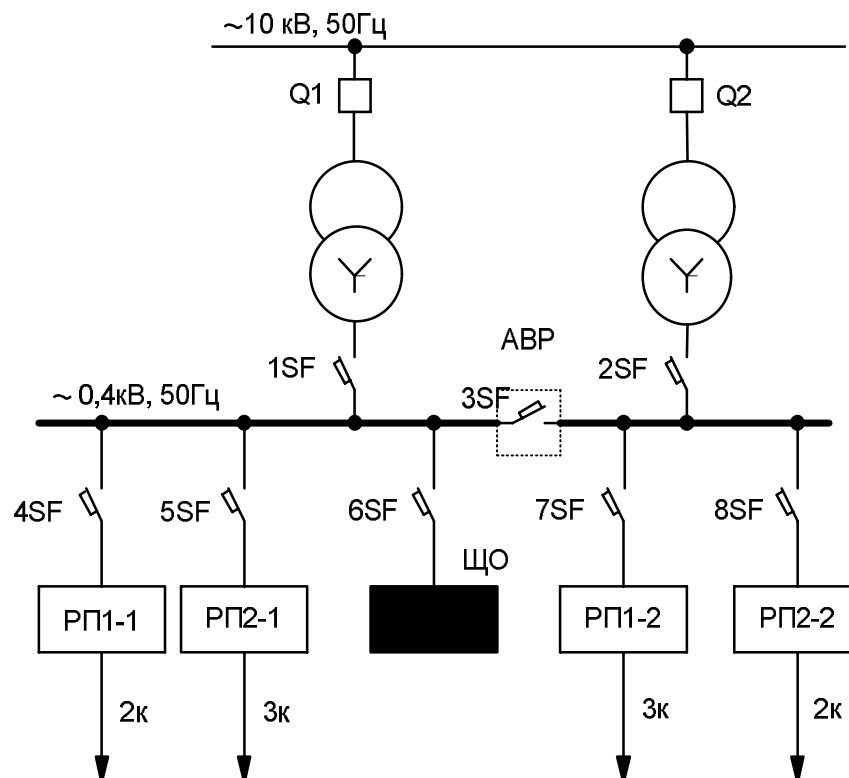 ~10 кВ, 50Гц
Q1
Q2
АВР
1SF
2SF
~ 0,4кВ, 50Гц
3SF
4SF
5SF
6SF
7SF
8SF
ЩО
РП1-1
РП2-1
РП1-2
РП2-2
2к
3к
3к
2к